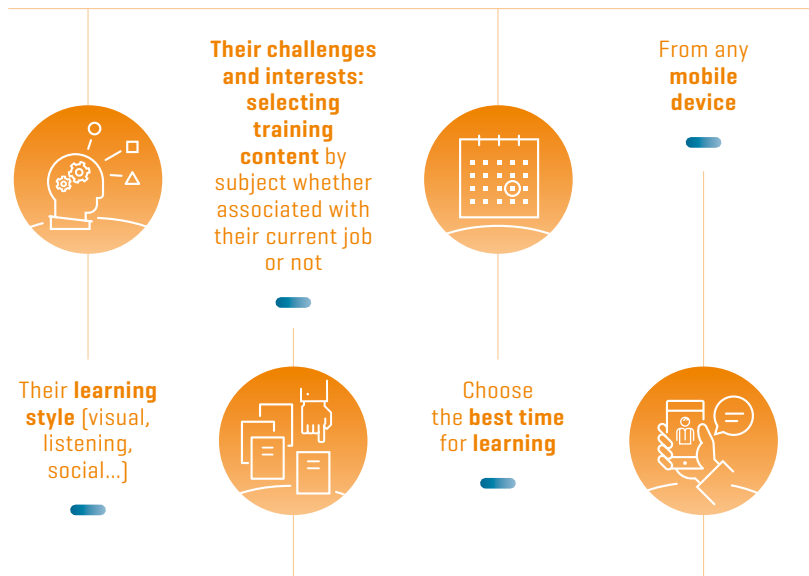 Their learning
style (visual,
listening,
social...)
Their challenges
and interests:
selecting
training
content by
subject whether
associated with
their current job
or not
Choose
the best time
for learning
From any
mobile
device